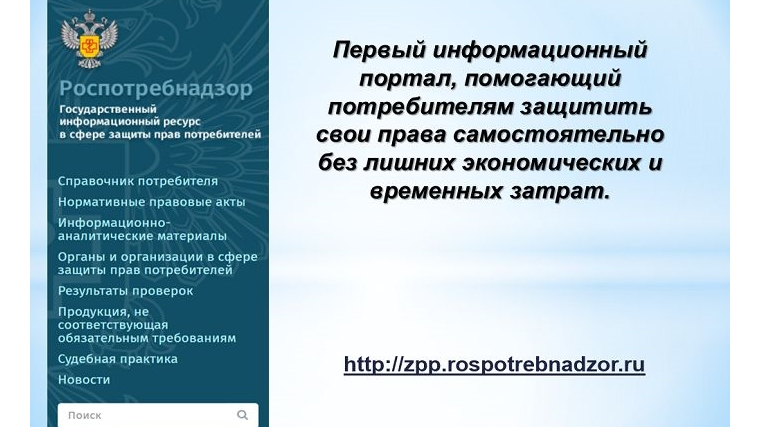 Роспотребнадзор
Государственный
информационный ресурс
в сфере защиты прав потребителей
Справочник потребителя
Нормативные правовые акты
Информационно-
аналитические материалы
Органы и организации в сфере
защиты прав потребителей
Результаты проверок
Продукция, не
соответствующая
обязательным требованиям
Судебная практика
Новости
Поиск
Первый информационный
портал, помогающий
потребителям защитить
свои права самостоятельно
без лишних экономических и
временных затрат.
http://zpp.rospotrebnadzor.ru